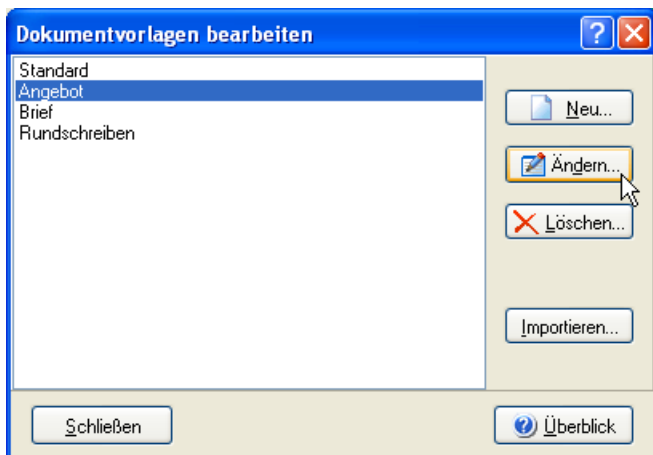 Dokumentvorlagen bearbeiten
Standard
Angebot
Brief
Rundschreiben
Neu...
Ändern...
Löschen...
Importieren...
Schließen
Überblick